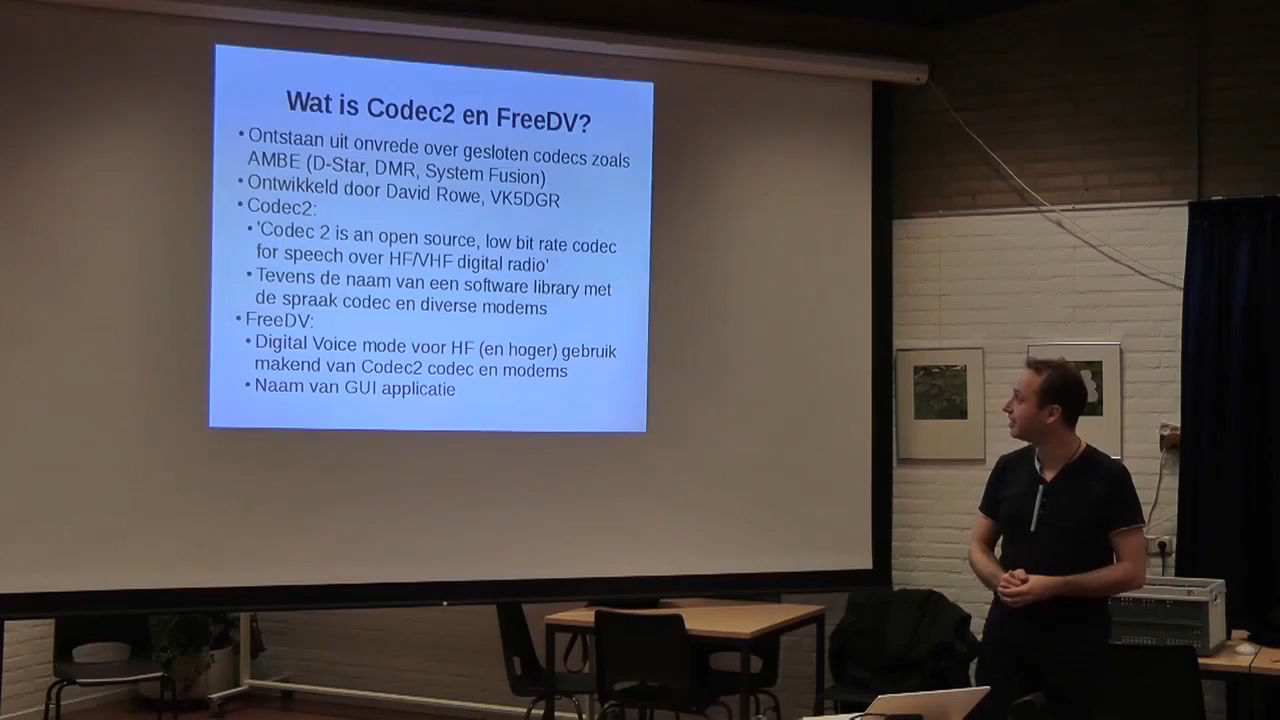 Wat is Codec2 en FreeDV?
• Ontstaan uit onvrede over gesloten codecs zoals
AMBE (D-Star, DMR, System Fusion)
• Ontwikkeld door David Rowe, VK5DGR
• Codec2:
• 'Codec 2 is an open source, low bit rate codec
for speech over HF/VHF digital radio'
• Tevens de naam van een software library met
de spraak codec en diverse modems
• FreeDV:
• Digital Voice mode voor HF (en hoger) gebruik
makend van Codec2 codec en modems
• Naam van GUI applicatie